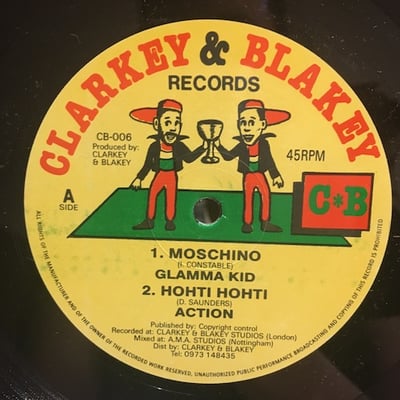 CLARKEY & BLAKEY
RECORDS
CB-006
Produced by:
CLARKEY
& BLAKEY
45RPM
A
SIDE
C*B
1. MOSCHINO
(I. CONSTABLE)
GLAMMA KID
2. HOHTI HOHTI
(D. SAUNDERS)
ACTION
Published by: Copyright control
Recorded at: CLARKEY & BLAKEY STUDIOS (London)
Mixed at: A.M.A. STUDIOS (Nottingham)
Dist by: CLARKEY & BLAKEY
Tel: 0973 148435
ALL RIGHTS OF THE MANUFACTURER AND OF THE OWNER OF THE RECORDED WORK RESERVED. UNAUTHORIZED PUBLIC PERFORMANCE BROADCASTING AND COPYING OF THIS RECORD IS PROHIBITED